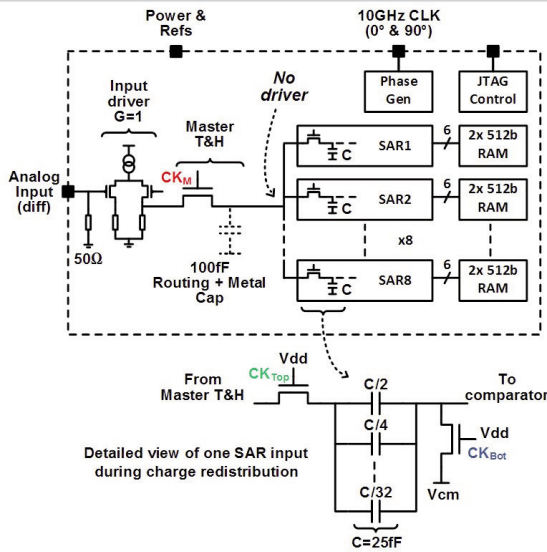 Power &
Refs
10GHz CLK
(0° & 90°)
Input
driver
G=1
No
driver
Phase
Gen
JTAG
Control
Master
T&H
CKM
Analog
Input
(diff)
50Ω
100fF
Routing + Metal
Cap
C
SAR1
6
2x 512b
RAM
C
SAR2
6
2x 512b
RAM
x8
C
SAR8
6
2x 512b
RAM
Vdd
CKTop
From
Master T&H
C/2
To
comparator
C/4
Vdd
CKBot
Detailed view of one SAR input
during charge redistribution
C/32
Vcm
C=25fF